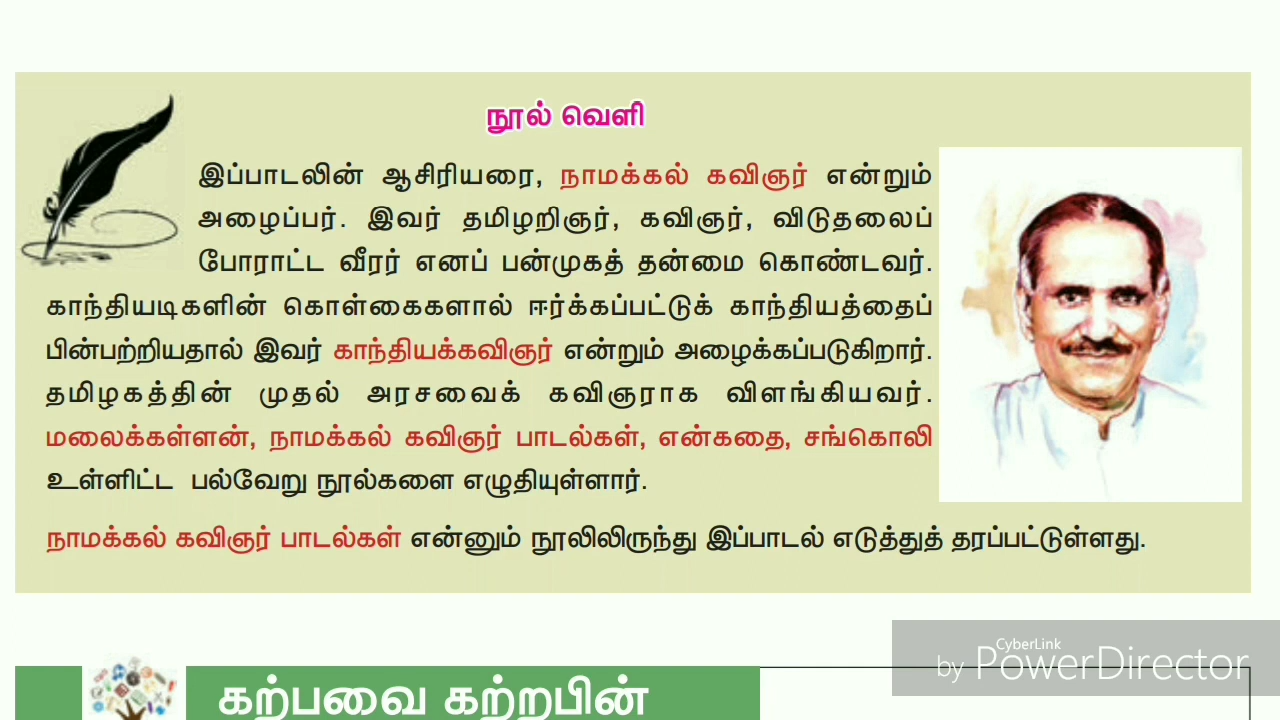 நூல் வெளி
இப்பாடலின் ஆசிரியரை, நாமக்கல் கவிஞர் என்றும்
அழைப்பர். இவர் தமிழறிஞர், கவிஞர், விடுதலைப்
போராட்ட வீரர் எனப் பன்முகத் தன்மை கொண்டவர்.
காந்தியடிகளின் கொள்கைகளால் ஈர்க்கப்பட்டுக் காந்தியத்தைப்
பின்பற்றியதால் இவர் காந்தியக்கவிஞர் என்றும் அழைக்கப்படுகிறார்.
தமிழகத்தின் முதல் அரசவைக் கவிஞராக விளங்கியவர்.
மலைக்கள்ளன், நாமக்கல் கவிஞர் பாடல்கள், என்கதை, சங்கொலி
உள்ளிட்ட பல்வேறு நூல்களை எழுதியுள்ளார்.
நாமக்கல் கவிஞர் பாடல்கள் என்னும் நூலிலிருந்து இப்பாடல் எடுத்துத் தரப்பட்டுள்ளது.
CyberLink
by PowerDirector
கற்பவை கற்றபின்